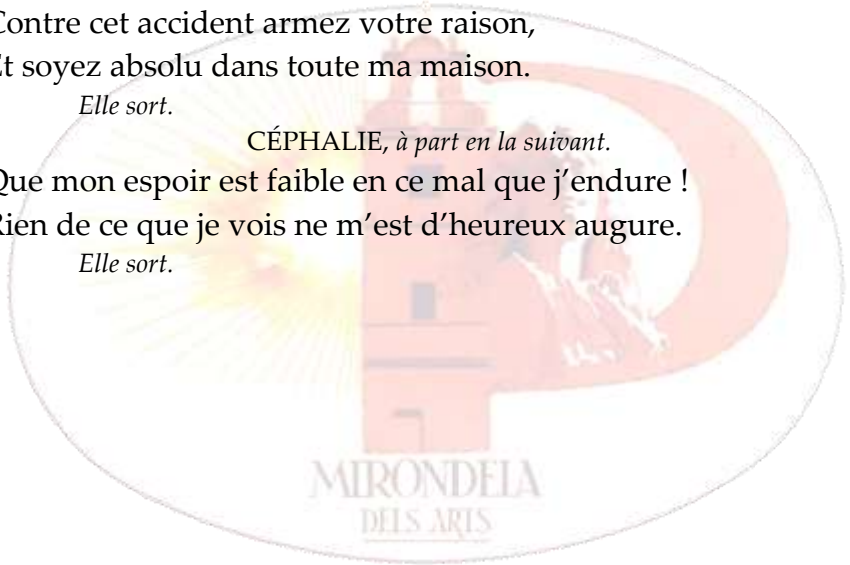 Contre cet accident armez votre raison,
Et soyez absolu dans toute ma maison.
Elle sort.
CÉPHALIE, à part en la suivant.
Que mon espoir est faible en ce mal que j’endure !
Rien de ce que je vois ne m’est d’heureux augure.
Elle sort.
MIRONDELA
DELS ARTS